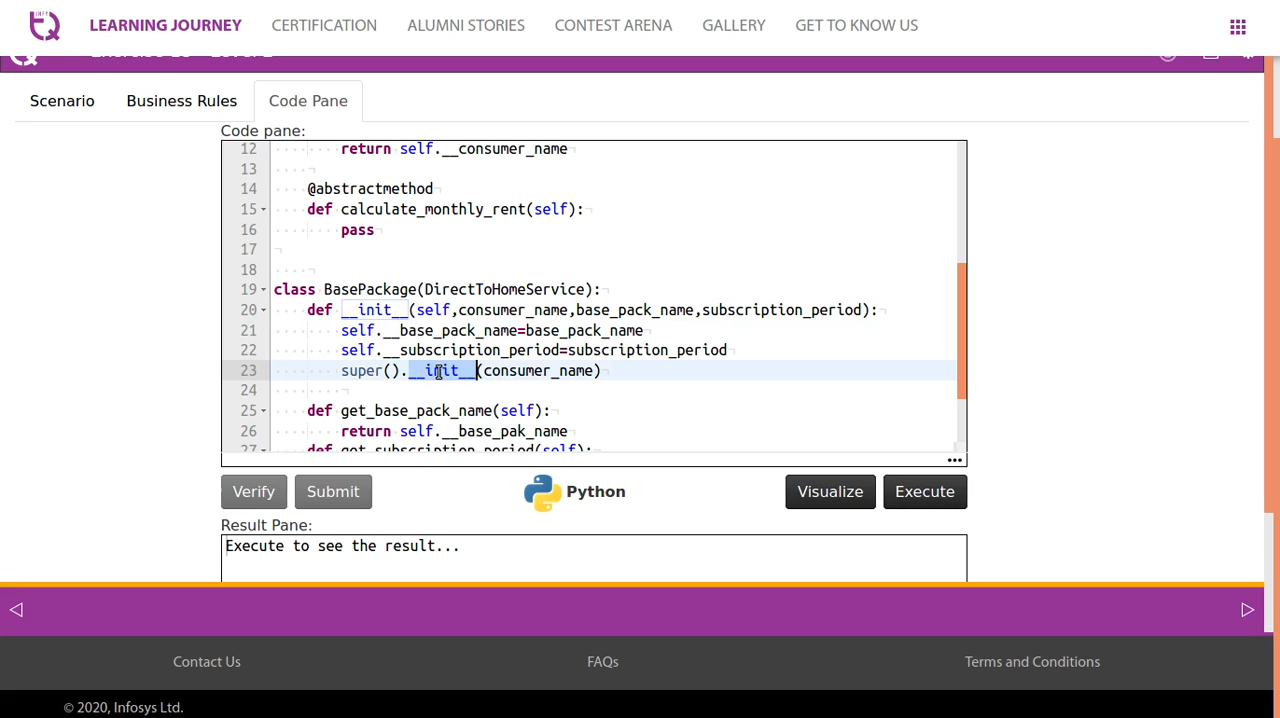 LEARNING JOURNEY CERTIFICATION ALUMNI STORIES CONTEST ARENA GALLERY GET TO KNOW US
Scenario Business Rules Code Pane
Code pane:
12 return self.__consumer_name
13
14 @abstractmethod
15 def calculate_monthly_rent(self):
16 pass
17
18
19 class BasePackage(DirectToHomeService):
20 def __init__(self,consumer_name,base_pack_name,subscription_period):
21 self.__base_pack_name=base_pack_name
22 self.__subscription_period=subscription_period
23 super().__init__(consumer_name)
24
25 def get_base_pack_name(self):
26 return self.__base_pak_name
27 def get_subscription_period(self):
Verify Submit Python Visualize Execute
Result Pane:
Execute to see the result...
Contact Us FAQs Terms and Conditions
© 2020, Infosys Ltd.